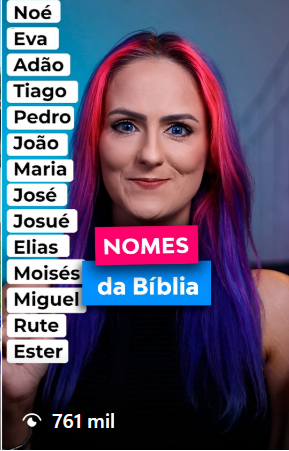 Noé
Eva
Adão
Tiago
Pedro
João
Maria
José
Josué
Elias
Moisés
Miguel
Rute
Ester
NOMES
da Bíblia
761 mil